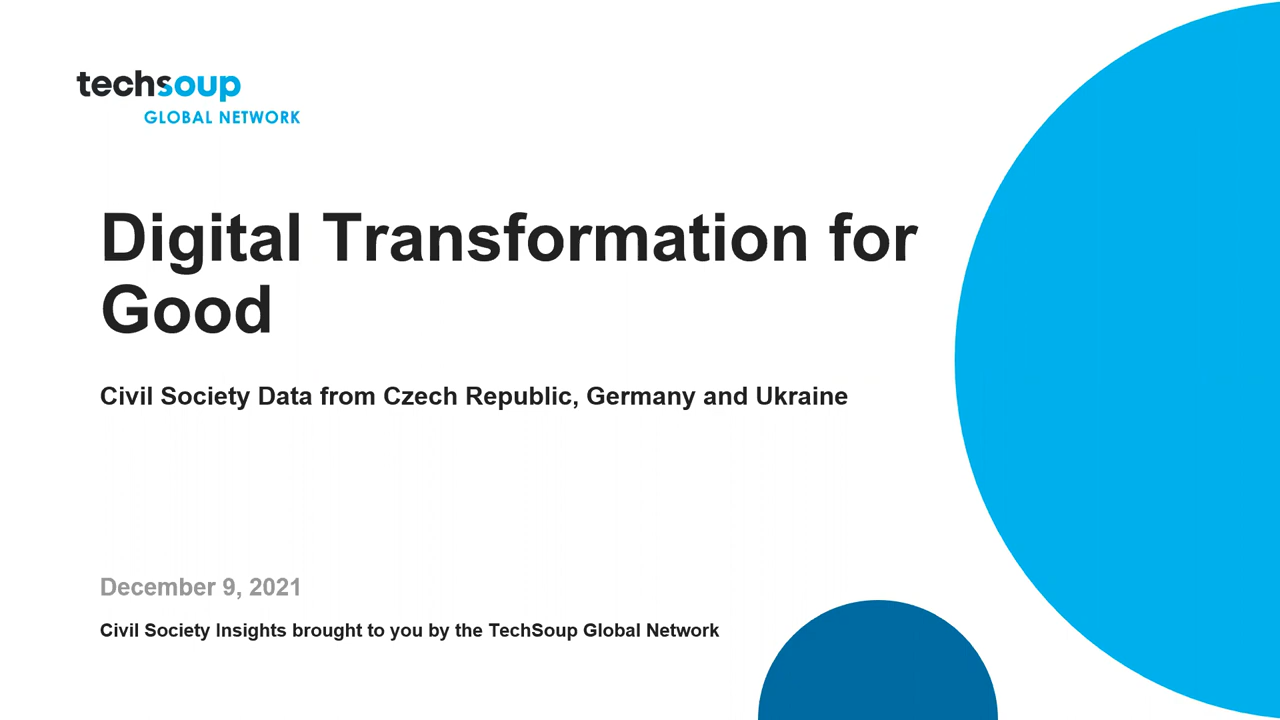 techsoup
GLOBAL NETWORK
Digital Transformation for
Good
Civil Society Data from Czech Republic, Germany and Ukraine
December 9, 2021
Civil Society Insights brought to you by the TechSoup Global Network